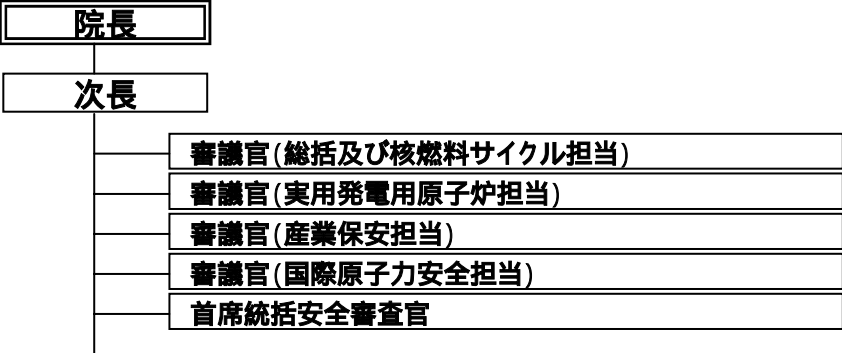 院長
次長
審議官(総括及び核燃料サイクル担当)
審議官(実用発電用原子炉担当)
審議官(産業保安担当)
審議官(国際原子力安全担当)
首席統括安全審査官